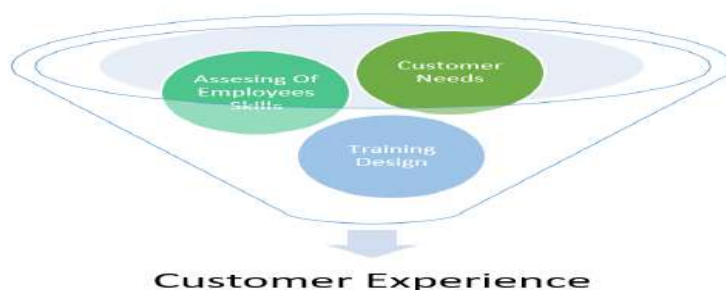 Assesing Of
Employees
Skills
Customer
Needs
Training
Design
Customer Experience